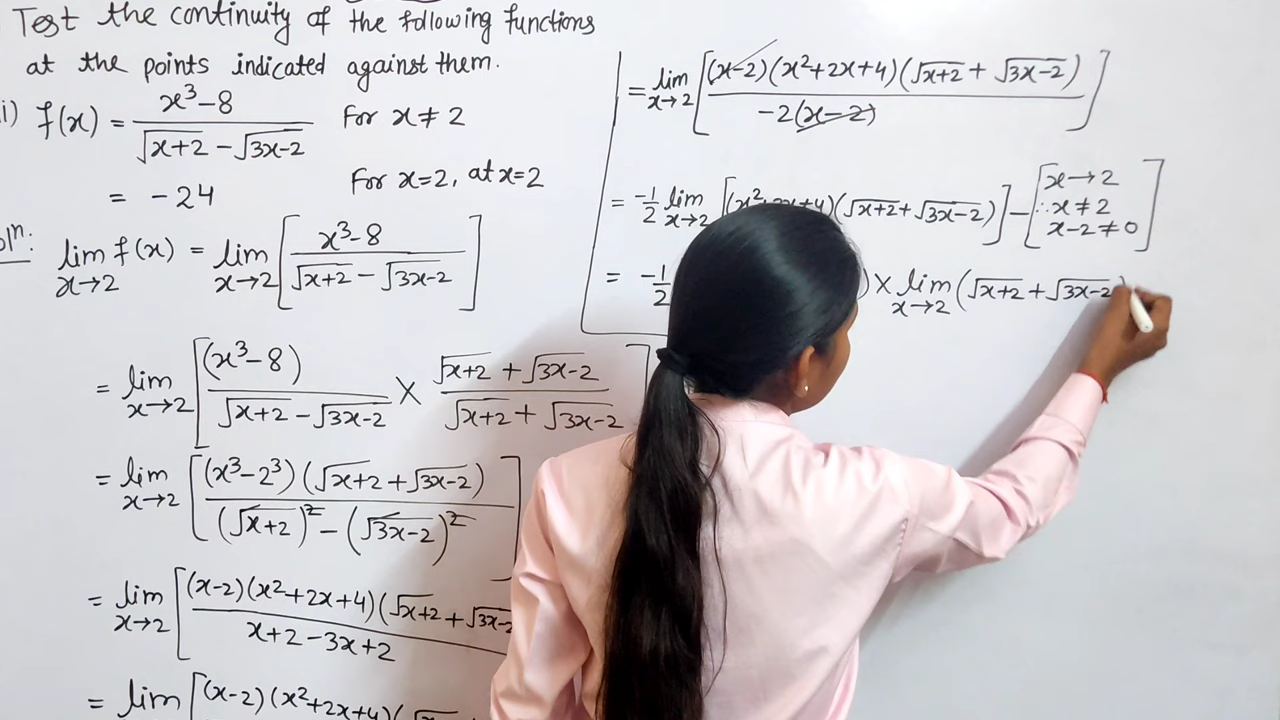 Test the continuity of the following functions
at the points indicated against them.
i) f(x) = (x³-8)/(√(x+2) - √(3x-2)) For x ≠ 2
= -24 For x=2, at x=2
olⁿ: lim x→2 f(x) = lim x→2 [(x³-8)/(√(x+2) - √(3x-2))]
= lim x→2 [(x³-8)/(√(x+2) - √(3x-2)) × (√(x+2) + √(3x-2))/(√(x+2) + √(3x-2))]
= lim x→2 [(x³-2³)(√(x+2) + √(3x-2))/((√(x+2))² - (√(3x-2))²)]
= lim x→2 [(x-2)(x²+2x+4)(√(x+2) + √(3x-2)/(x+2-3x+2)
= lim [(x-2)(x²+2x+4)(
= lim x→2 [(x-2)(x²+2x+4)(√(x+2) + √(3x-2))/(-2(x-2))]
= -1/2 lim x→2 [(x²+2x+4)(√(x+2) + √(3x-2))] - [x→2
∴x≠2
x-2≠0]
= -1/2 ) × lim x→2 (√(x+2) + √(3x-2))